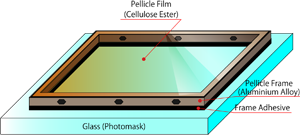 Pellicle Film
(Cellulose Ester)
Pellicle Frame
(Aluminium Alloy)
Frame Adhesive
Glass (Photomask)